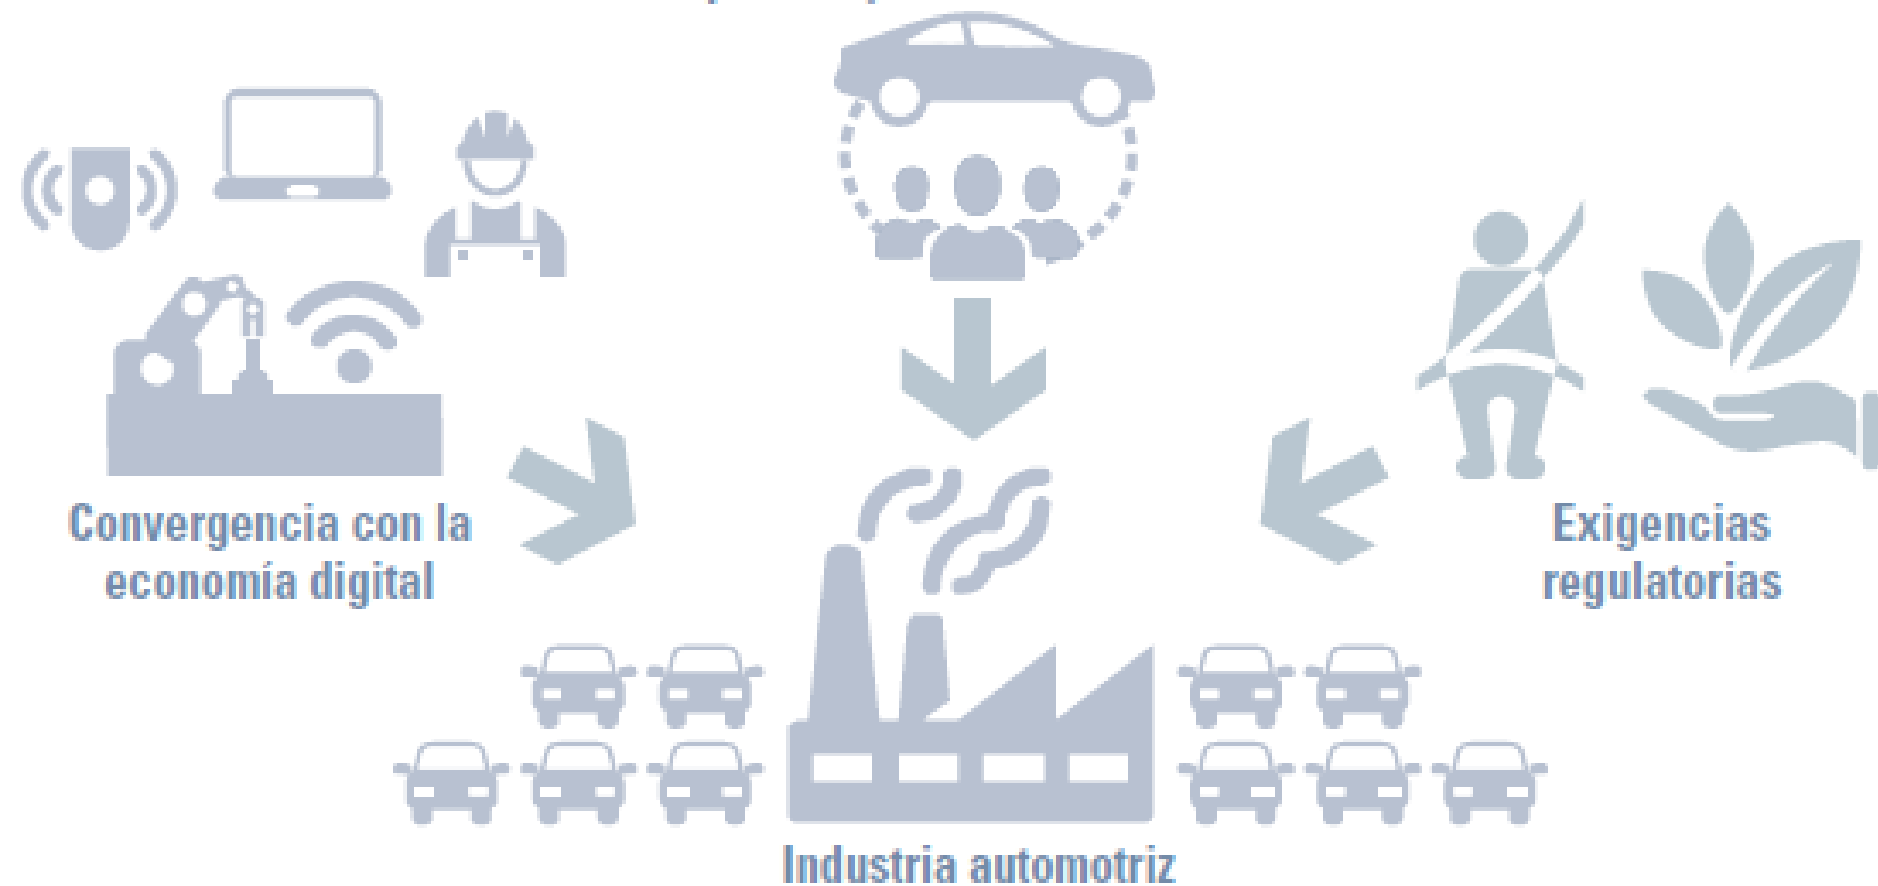 Convergencia con la
economía digital
Exigencias
regulatorias
Industria automotriz